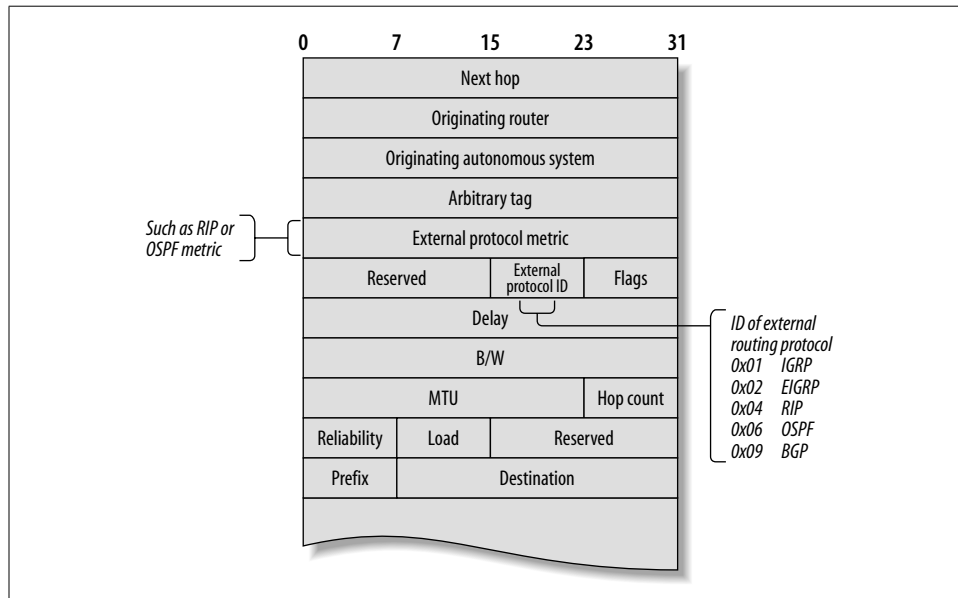 0 7 15 23 31
Next hop
Originating router
Originating autonomous system
Arbitrary tag
Such as RIP or
OSPF metric
External protocol metric
Reserved
External
protocol ID
Flags
Delay
B/W
MTU
Hop count
Reliability
Load
Reserved
Prefix
Destination
ID of external
routing protocol
0x01 IGRP
0x02 EIGRP
0x04 RIP
0x06 OSPF
0x09 BGP